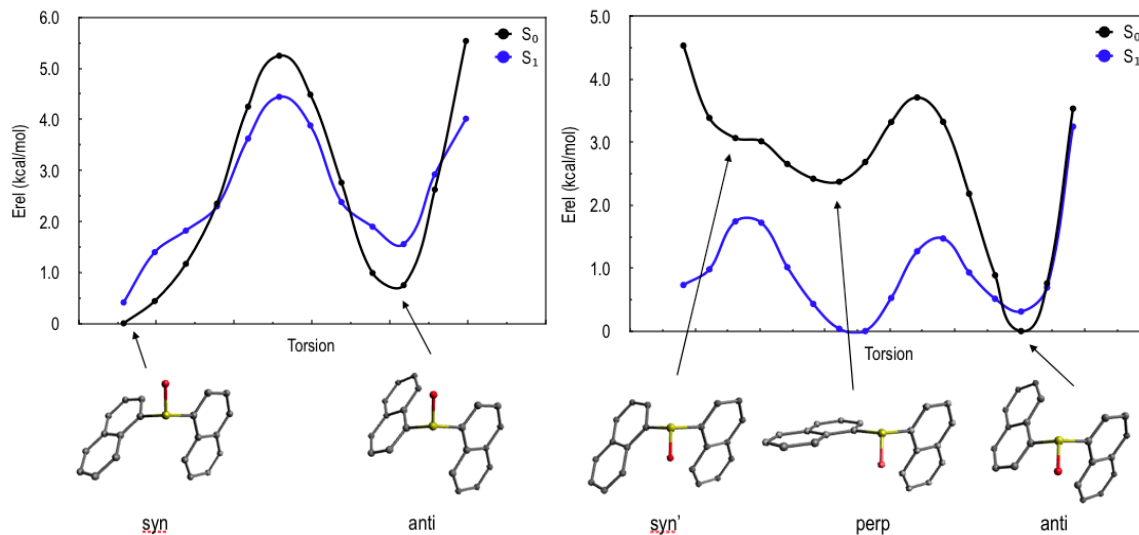 6.0
5.0
4.0
3.0
2.0
1.0
0
Erel (kcal/mol)
Torsion
S₀
S₁
syn
anti
5.0
4.0
3.0
2.0
1.0
0
Erel (kcal/mol)
Torsion
S₀
S₁
syn'
perp
anti